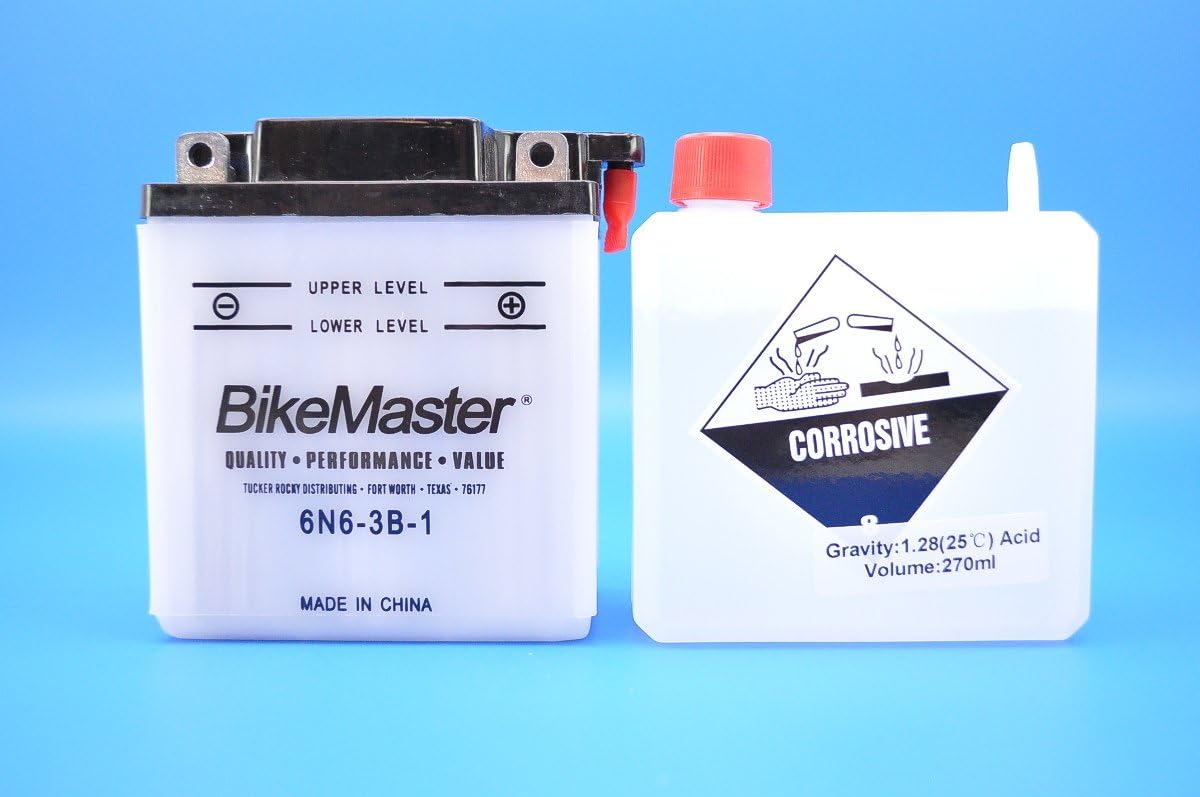 UPPER LEVEL
⊖ ⊕
LOWER LEVEL
BikeMaster®
QUALITY • PERFORMANCE • VALUE
TUCKER ROCKY DISTRIBUTING • FORT WORTH • TEXAS • 76177
6N6-3B-1
MADE IN CHINA
CORROSIVE
8
Gravity:1.28(25℃) Acid
Volume:270ml